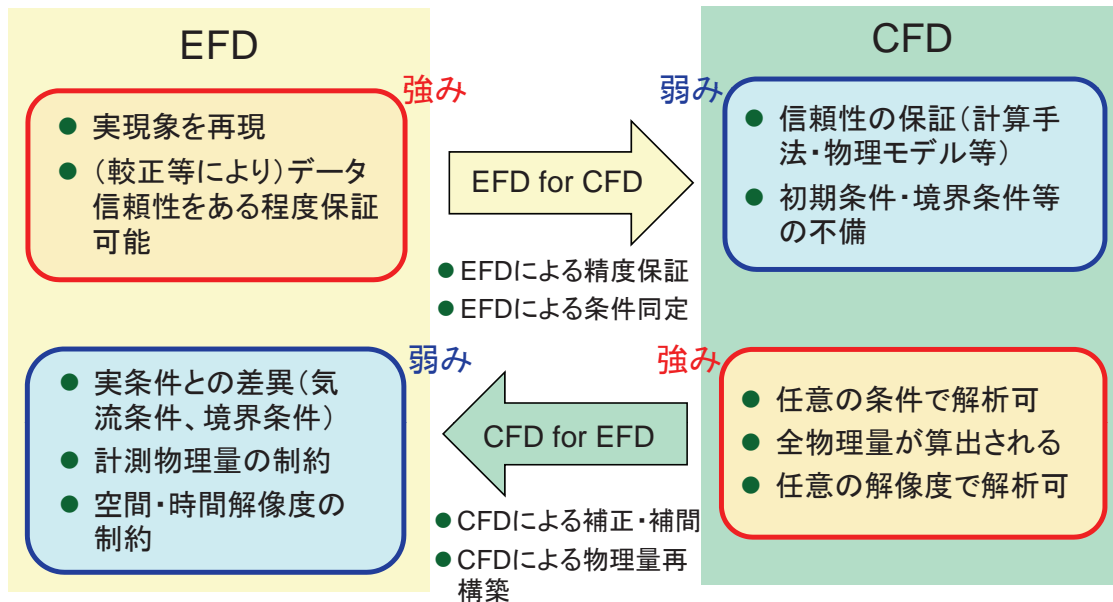 EFD
強み
● 実現象を再現
● （較正等により）データ
信頼性をある程度保証
可能
弱み
● 実条件との差異（気
流条件、境界条件）
● 計測物理量の制約
● 空間・時間解像度の
制約
EFD for CFD
● EFDによる精度保証
● EFDによる条件同定
CFD for EFD
● CFDによる補正・補間
● CFDによる物理量再
構築
CFD
弱み
● 信頼性の保証（計算手
法・物理モデル等）
● 初期条件・境界条件等
の不備
強み
● 任意の条件で解析可
● 全物理量が算出される
● 任意の解像度で解析可